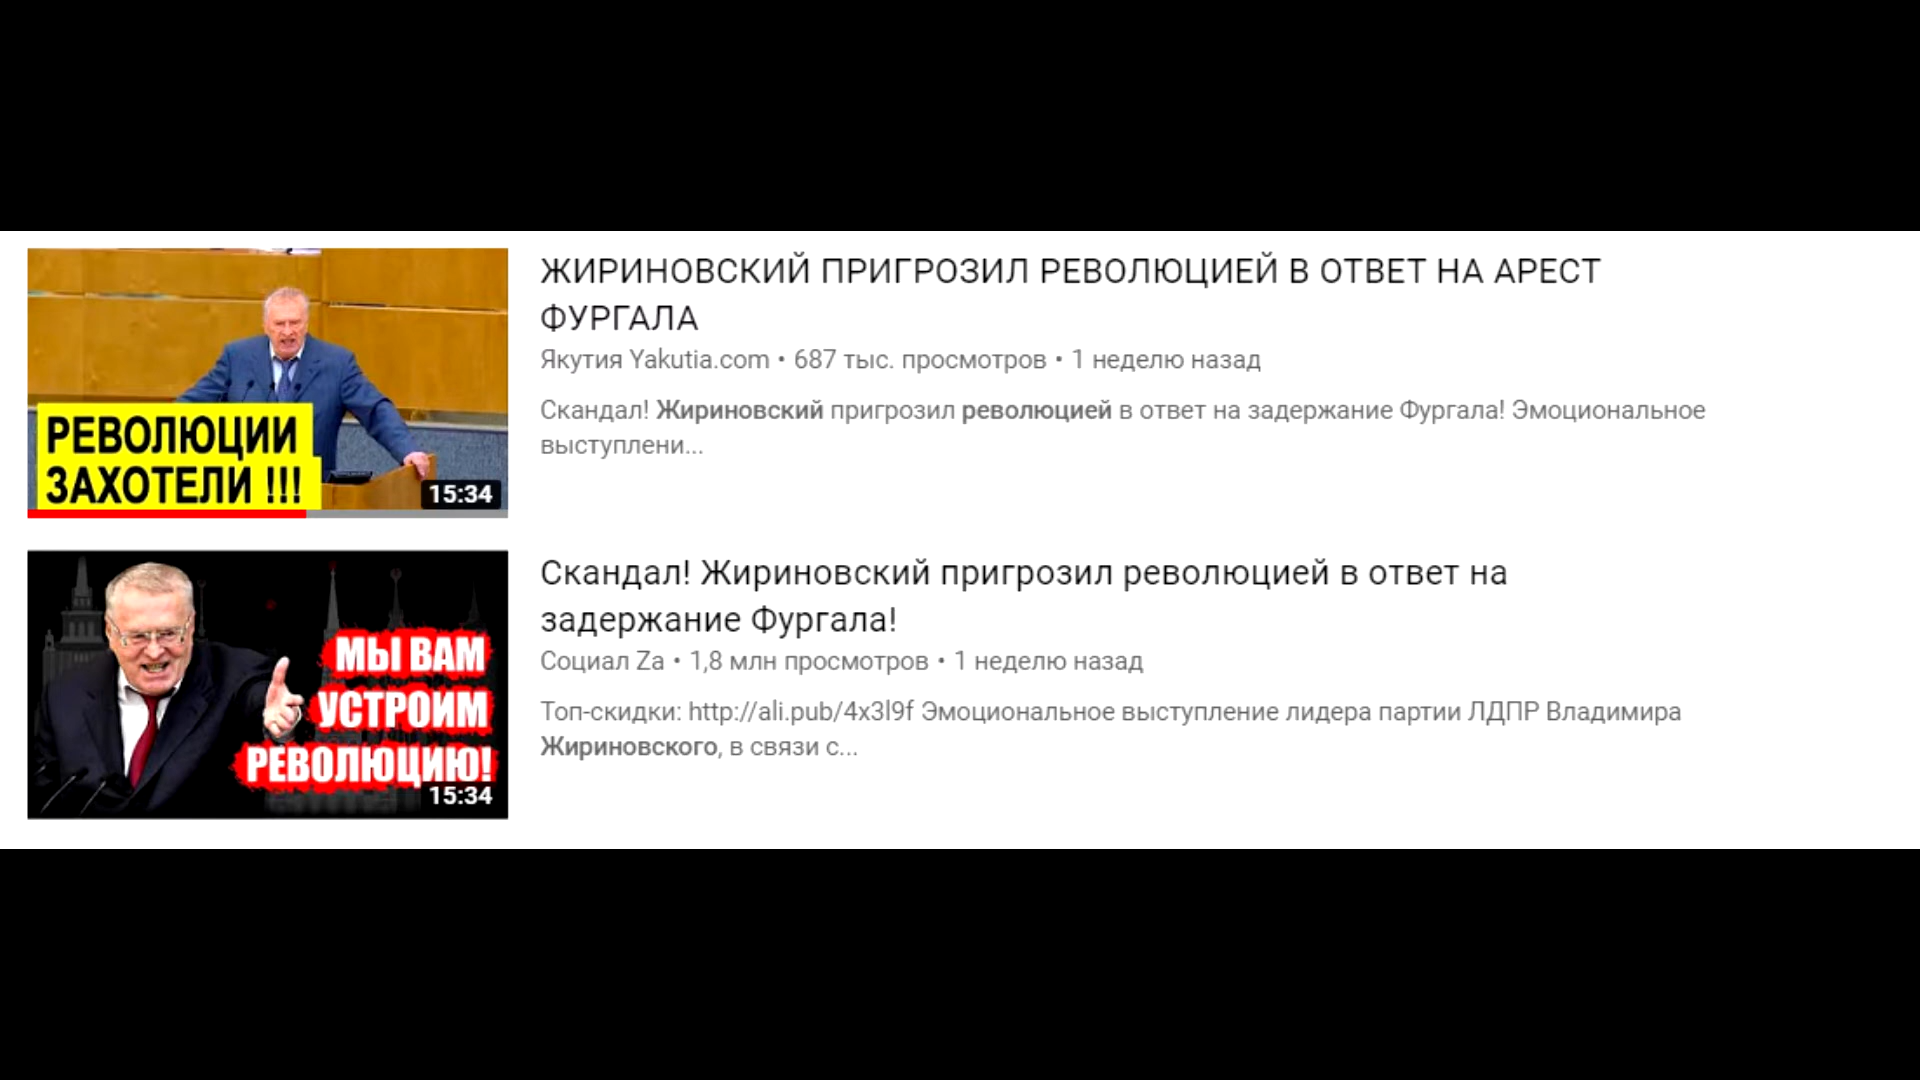 ЖИРИНОВСКИЙ ПРИГРОЗИЛ РЕВОЛЮЦИЕЙ В ОТВЕТ НА АРЕСТ
ФУРГАЛА
Якутия Yakutia.com • 687 тыс. просмотров • 1 неделю назад
Скандал! Жириновский пригрозил революцией в ответ на задержание Фургала! Эмоциональное
выступлени...
РЕВОЛЮЦИИ
ЗАХОТЕЛИ !!!
15:34
Скандал! Жириновский пригрозил революцией в ответ на
задержание Фургала!
Социал Za • 1,8 млн просмотров • 1 неделю назад
Топ-скидки: http://ali.pub/4x3l9f Эмоциональное выступление лидера партии ЛДПР Владимира
Жириновского, в связи с...
МЫ ВАМ
УСТРОИМ
РЕВОЛЮЦИЮ!
15:34